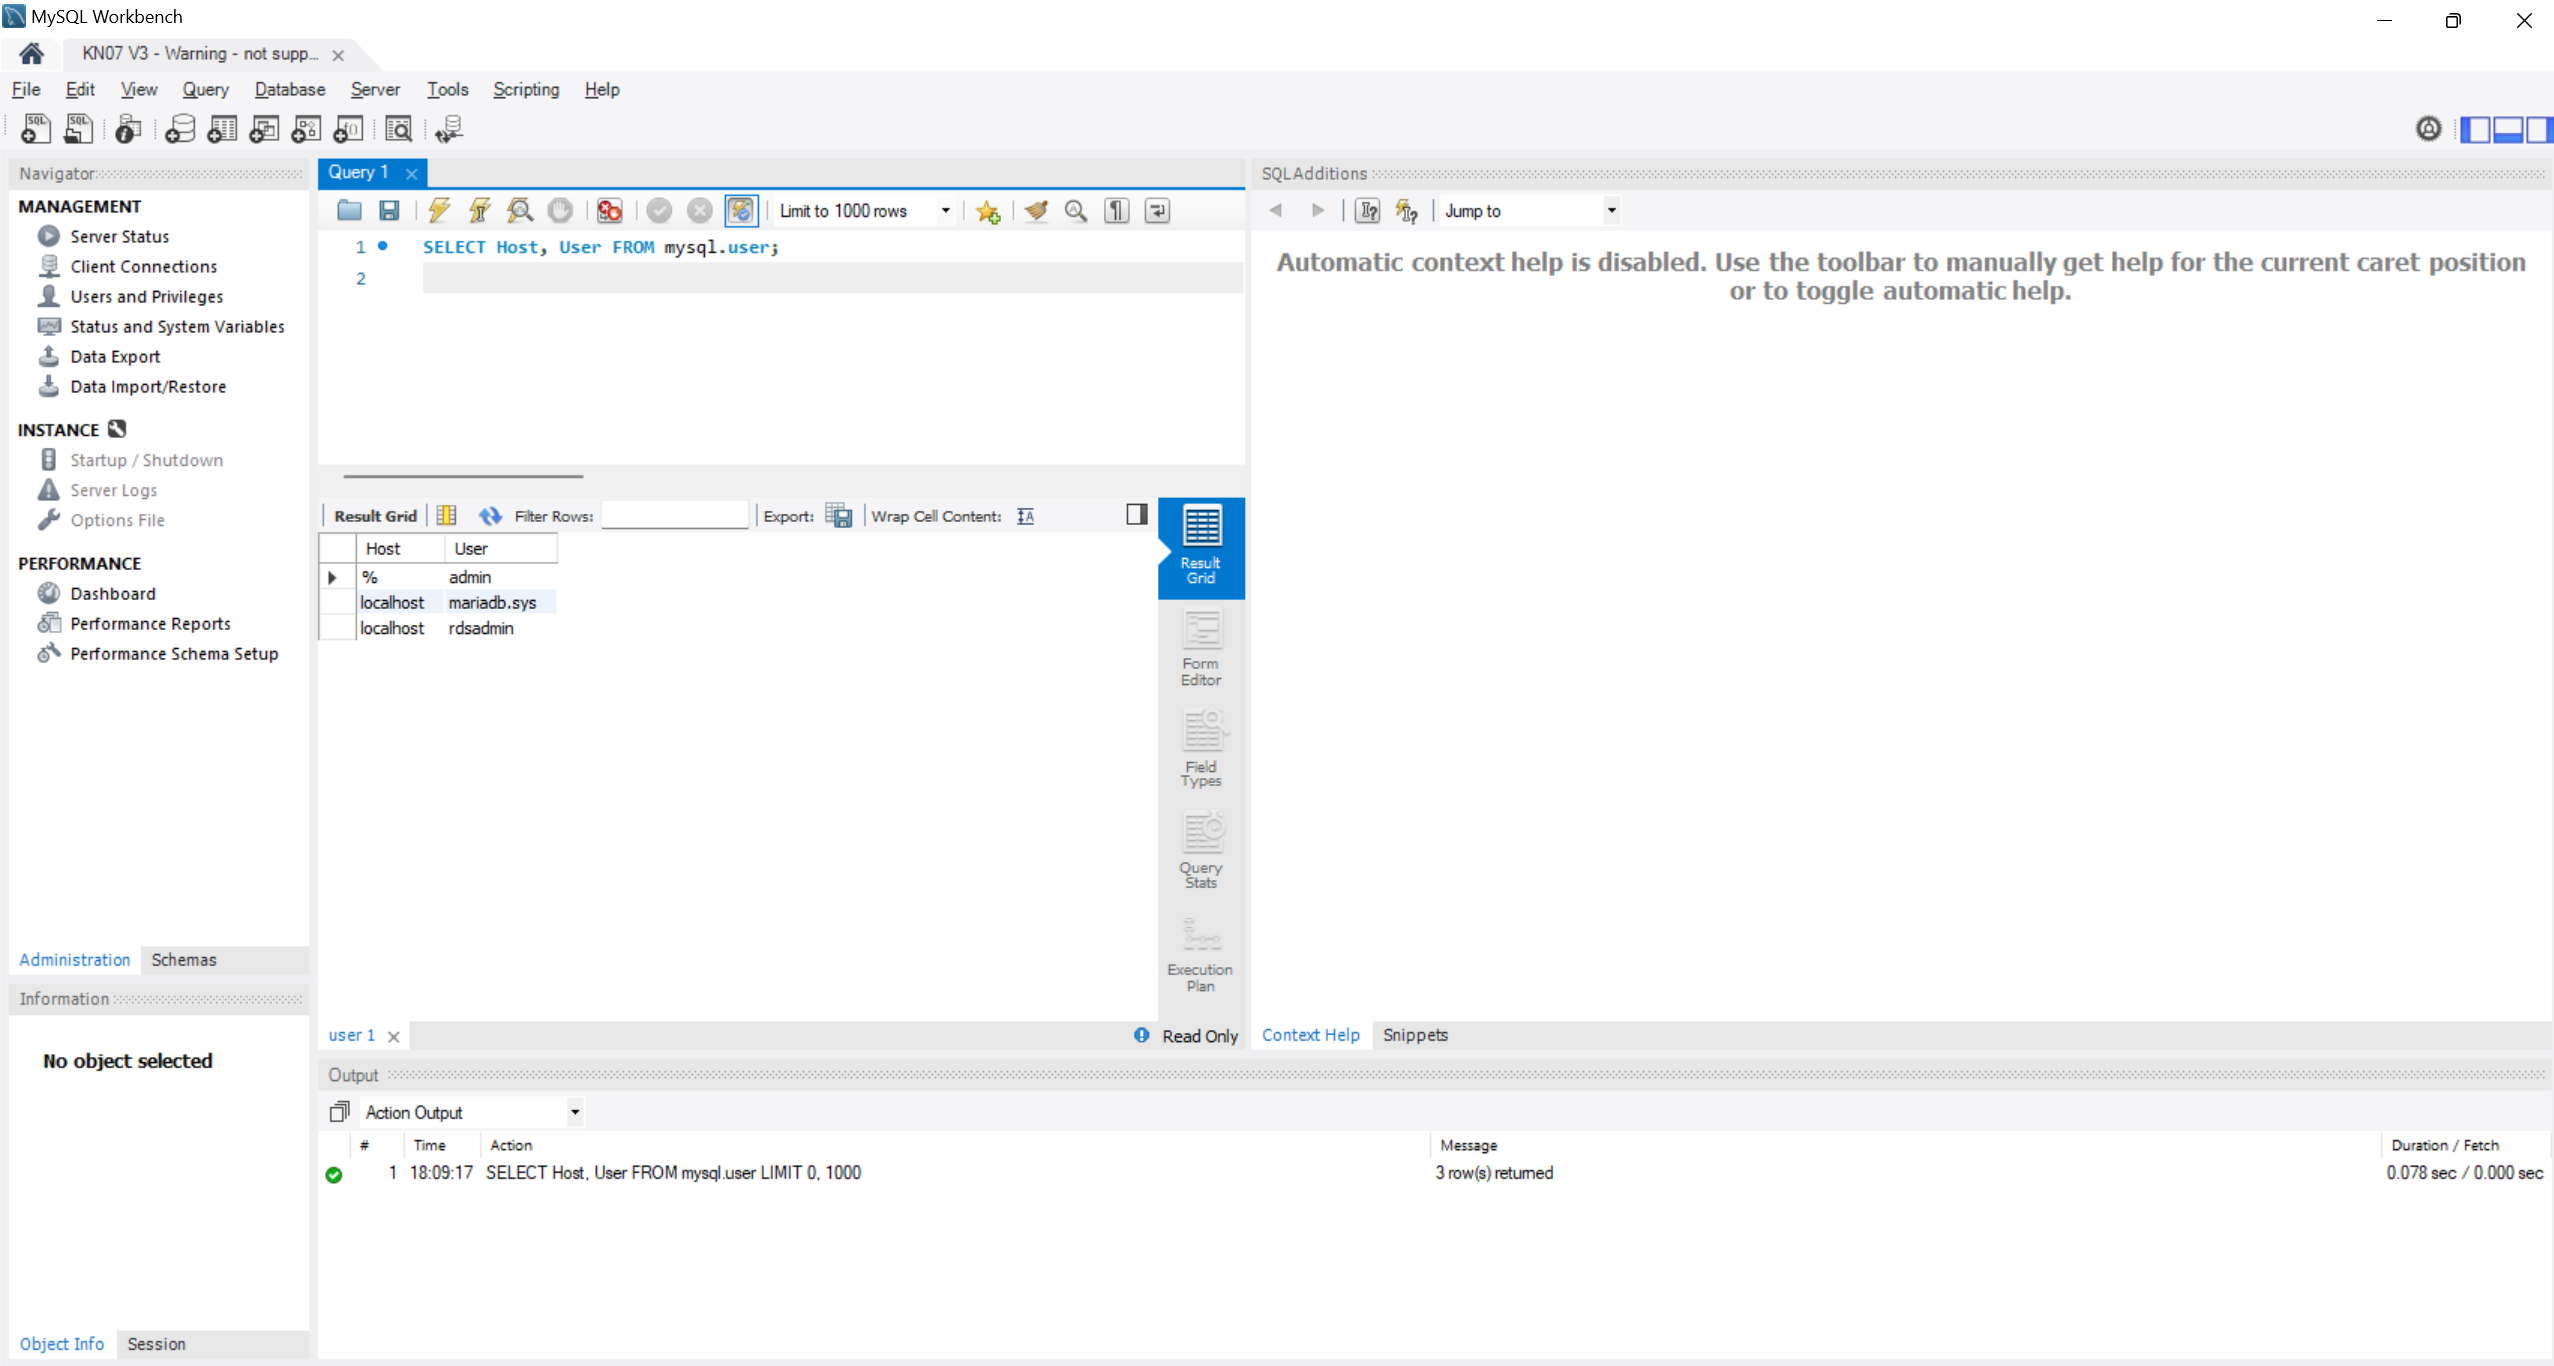 MySQL Workbench
KN07 V3 - Warning - not supp...
File Edit View Query Database Server Tools Scripting Help
Navigator
MANAGEMENT
Server Status
Client Connections
Users and Privileges
Status and System Variables
Data Export
Data Import/Restore
INSTANCE
Startup / Shutdown
Server Logs
Options File
PERFORMANCE
Dashboard
Performance Reports
Performance Schema Setup
Administration Schemas
Information
No object selected
Object Info Session
Query 1
Limit to 1000 rows
1 SELECT Host, User FROM mysql.user;
2
Result Grid Filter Rows: Export: Wrap Cell Content:
Host User
% admin
localhost mariadb.sys
localhost rdsadmin
Result
Grid
Form
Editor
Field
Types
Query
Stats
Execution
Plan
user 1 Read Only
SQLAdditions
Jump to
Automatic context help is disabled. Use the toolbar to manually get help for the current caret position
or to toggle automatic help.
Context Help Snippets
Output
Action Output
# Time Action Message Duration / Fetch
1 18:09:17 SELECT Host, User FROM mysql.user LIMIT 0, 1000 3 row(s) returned 0.078 sec / 0.000 sec